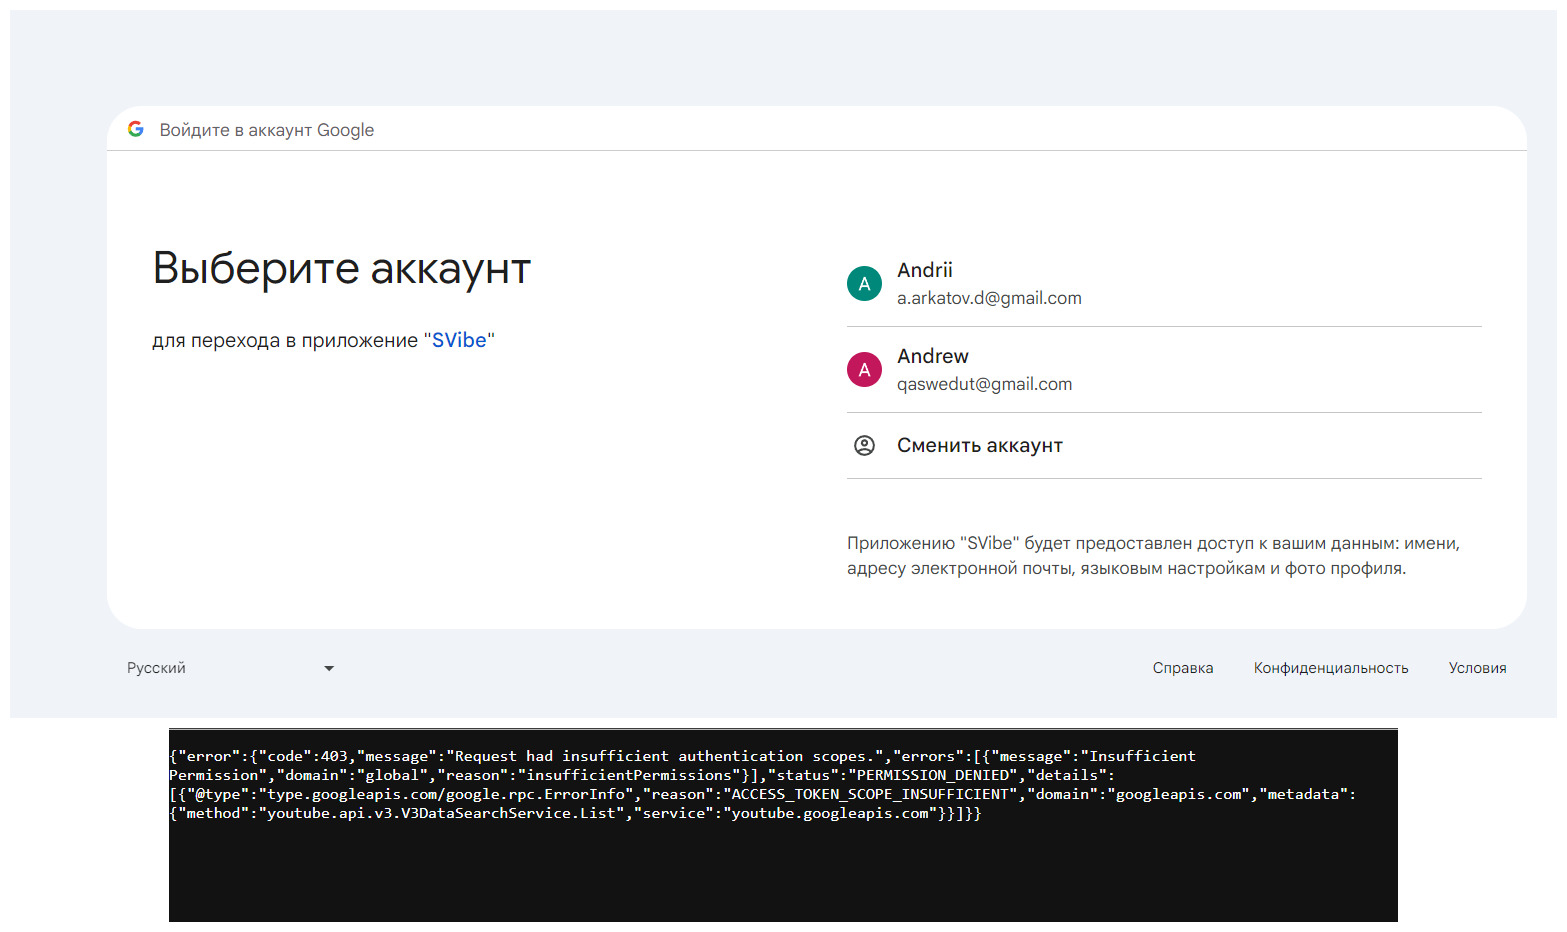 Войдите в аккаунт Google
Выберите аккаунт
для перехода в приложение "SVibe"
A
Andrii
a.arkatov.d@gmail.com
A
Andrew
qaswedut@gmail.com
Сменить аккаунт
Приложению "SVibe" будет предоставлен доступ к вашим данным: имени,
адресу электронной почты, языковым настройкам и фото профиля.
Русский
Справка
Конфиденциальность
Условия
{"error":{"code":403,"message":"Request had insufficient authentication scopes.","errors":[{"message":"Insufficient
Permission","domain":"global","reason":"insufficientPermissions"}],"status":"PERMISSION_DENIED","details":
[{"@type":"type.googleapis.com/google.rpc.ErrorInfo","reason":"ACCESS_TOKEN_SCOPE_INSUFFICIENT","domain":"googleapis.com","metadata":
{"method":"youtube.api.v3.V3DataSearchService.List","service":"youtube.googleapis.com"}}]}}